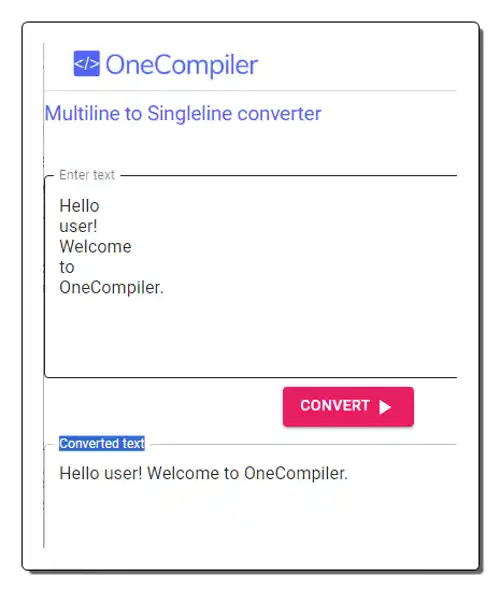 </> OneCompiler
Multiline to Singleline converter
Enter text
Hello
user!
Welcome
to
OneCompiler.
CONVERT
Converted text
Hello user! Welcome to OneCompiler.